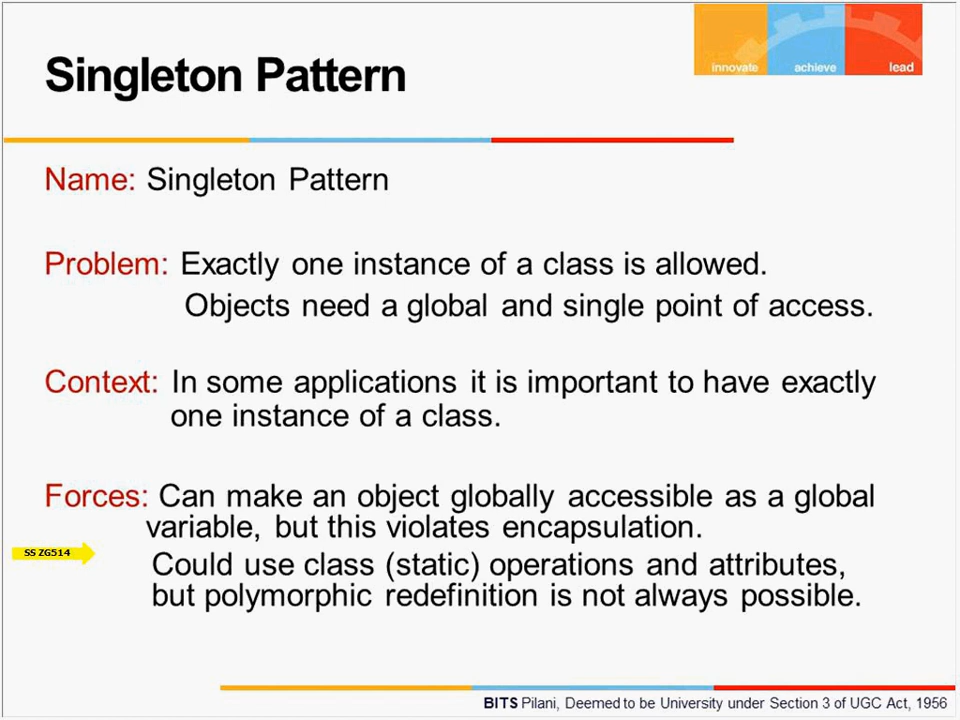 Singleton Pattern
innovate achieve lead
Name: Singleton Pattern
Problem: Exactly one instance of a class is allowed.
Objects need a global and single point of access.
Context: In some applications it is important to have exactly
one instance of a class.
Forces: Can make an object globally accessible as a global
variable, but this violates encapsulation.
SS ZG514
Could use class (static) operations and attributes,
but polymorphic redefinition is not always possible.
BITS Pilani, Deemed to be University under Section 3 of UGC Act, 1956